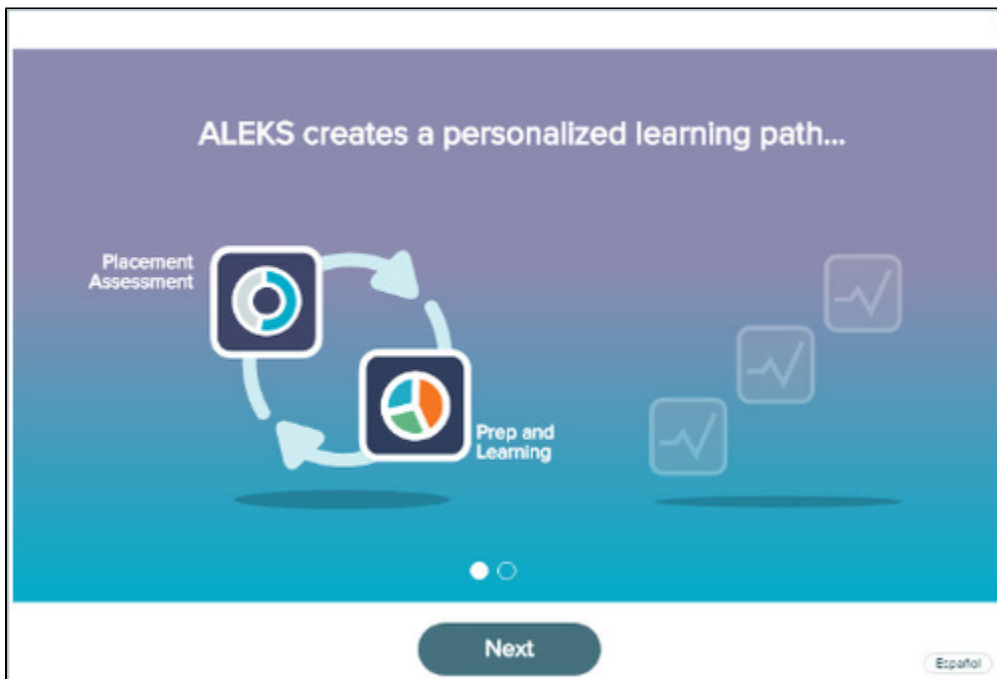 ALEKS creates a personalized learning path...
Placement
Assessment
Prep and
Learning
Next
Español